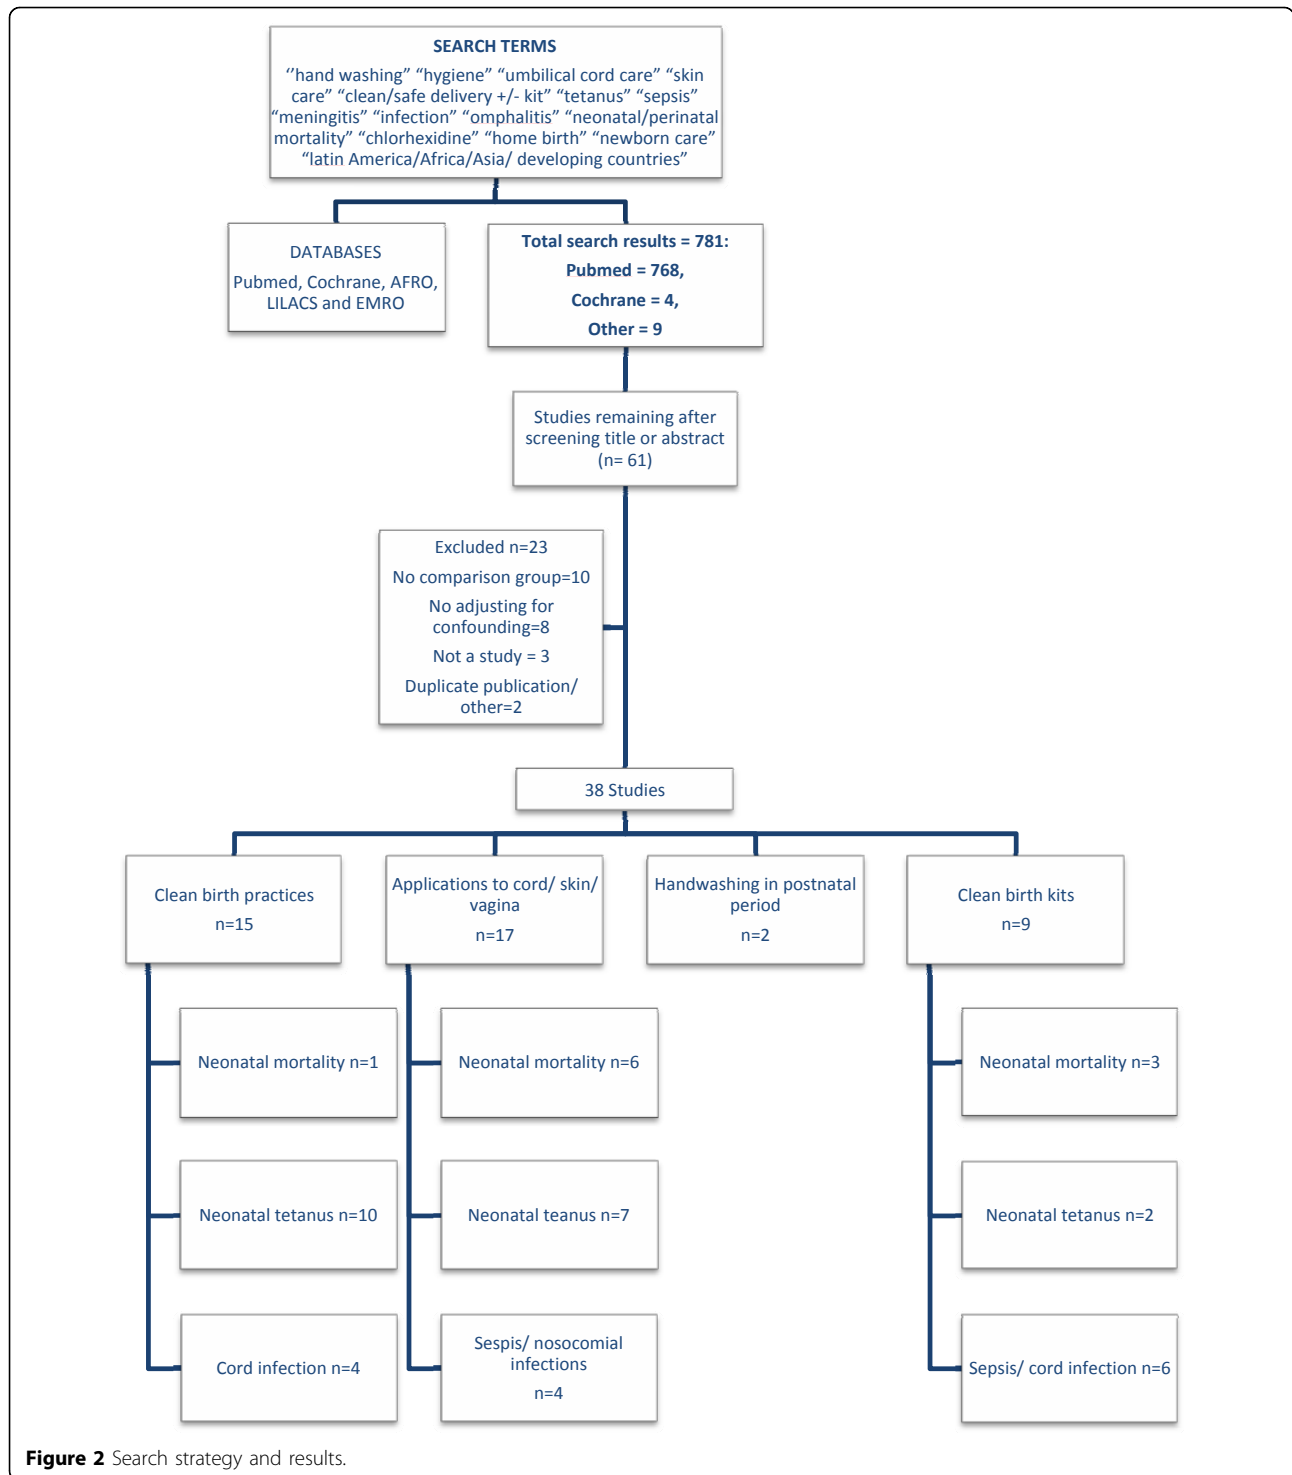 SEARCH TERMS
‘’hand washing” “hygiene” “umbilical cord care” “skin
care” “clean/safe delivery +/- kit” “tetanus” “sepsis”
“meningitis” “infection” “omphalitis” “neonatal/perinatal
mortality” “chlorhexidine” “home birth” “newborn care”
“latin America/Africa/Asia/ developing countries”
DATABASES
Pubmed, Cochrane, AFRO,
LILACS and EMRO
Total search results = 781:
Pubmed = 768,
Cochrane = 4,
Other = 9
Studies remaining after
screening title or abstract
(n= 61)
Excluded n=23
No comparison group=10
No adjusting for
confounding=8
Not a study = 3
Duplicate publication/
other=2
38 Studies
Clean birth practices
n=15
Applications to cord/ skin/
vagina
n=17
Handwashing in postnatal
period
n=2
Clean birth kits
n=9
Neonatal mortality n=1
Neonatal mortality n=6
Neonatal mortality n=3
Neonatal tetanus n=10
Neonatal teanus n=7
Neonatal tetanus n=2
Cord infection n=4
Sespis/ nosocomial
infections
n=4
Sepsis/ cord infection n=6
Figure 2 Search strategy and results.